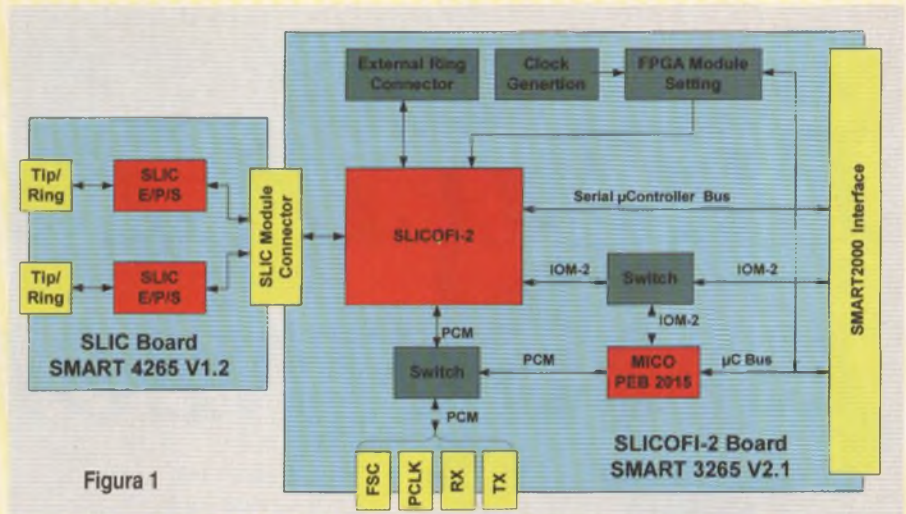 External Ring
Connector
Clock
Genertion
FPGA Module
Setting
Tip/
Ring
SLIC
E/P/S
Tip/
Ring
SLIC
E/P/S
SLIC Board
SMART 4265 V1.2
SLIC Module
Connector
SLICOFI-2
Serial µController Bus
IOM-2
Switch
IOM-2
IOM-2
PCM
Switch
PCM
MICO
PEB 2015
µC Bus
PCM
FSC
PCLK
RX
TX
SLICOFI-2 Board
SMART 3265 V2.1
SMART2000 Interface
Figura 1